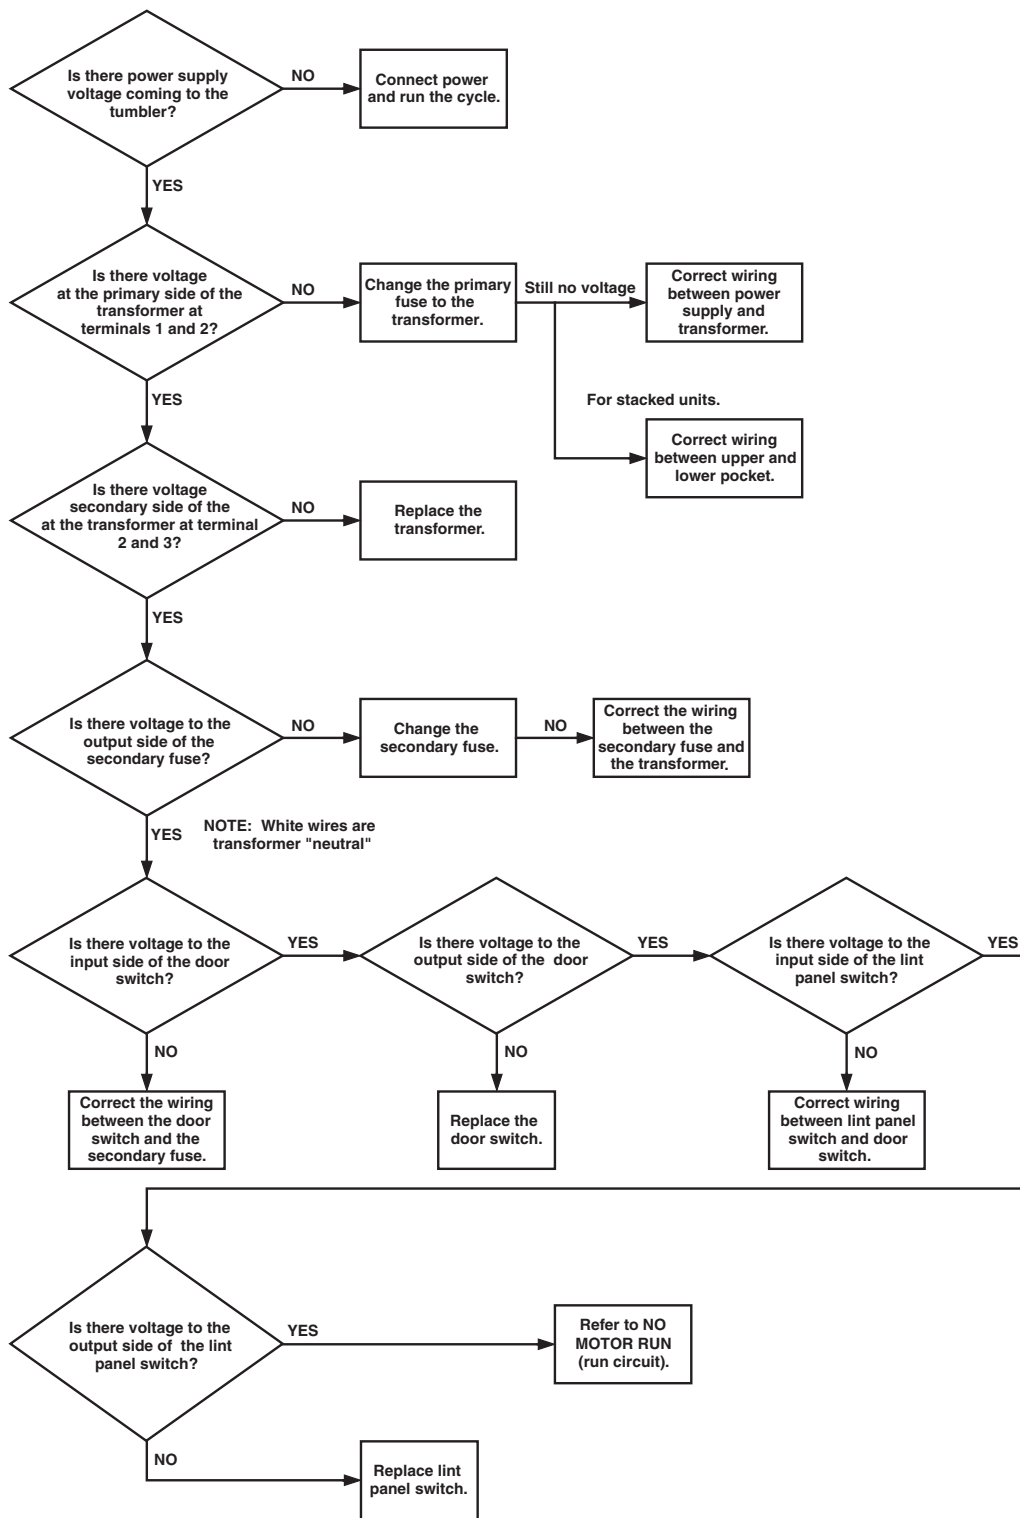 Is there power supply
voltage coming to the
tumbler?
NO
Connect power
and run the cycle.
YES
Is there voltage
at the primary side of the
transformer at
terminals 1 and 2?
NO
Change the primary
fuse to the
transformer.
Still no voltage
Correct wiring
between power
supply and
transformer.
YES
For stacked units.
Correct wiring
between upper and
lower pocket.
Is there voltage
secondary side of the
at the transformer at terminal
2 and 3?
NO
Replace the
transformer.
YES
Is there voltage to the
output side of the
secondary fuse?
NO
Change the
secondary fuse.
NO
Correct the wiring
between the
secondary fuse and
the transformer.
YES
NOTE: White wires are
transformer "neutral"
Is there voltage to the
input side of the door
switch?
YES
Is there voltage to the
output side of the door
switch?
YES
Is there voltage to the
input side of the lint
panel switch?
YES
NO
NO
NO
Correct the wiring
between the door
switch and the
secondary fuse.
Replace the
door switch.
Correct wiring
between lint panel
switch and door
switch.
Is there voltage to the
output side of the lint
panel switch?
YES
Refer to NO
MOTOR RUN
(run circuit).
NO
Replace lint
panel switch.